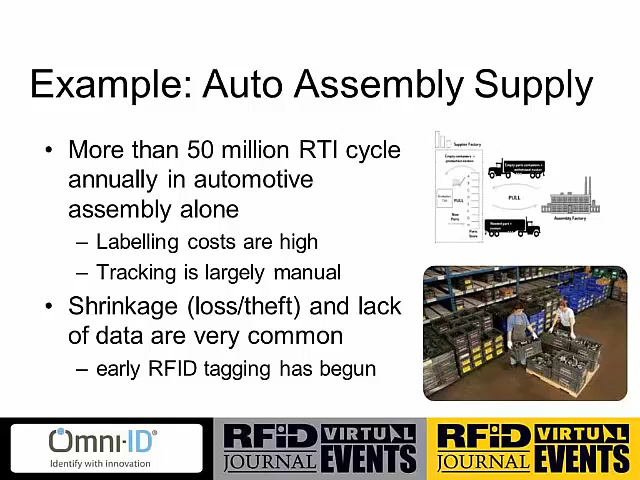 Example: Auto Assembly Supply
• More than 50 million RTI cycle
annually in automotive
assembly alone
– Labelling costs are high
– Tracking is largely manual
• Shrinkage (loss/theft) and lack
of data are very common
– early RFID tagging has begun
Supplier Factory
PULL
PULL
Assembly Factory
Omni-ID®
Identify with innovation
RFID VIRTUAL
JOURNAL EVENTS
RFID VIRTUAL
JOURNAL EVENTS